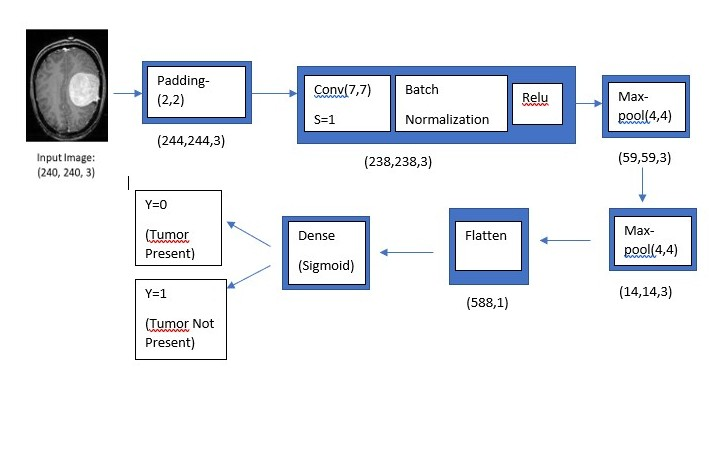 Input Image:
(240, 240, 3)
Padding-
(2,2)
(244,244,3)
Conv(7,7)
S=1
Batch
Normalization
Relu
(238,238,3)
Max-
pool(4,4)
(59,59,3)
Max-
pool(4,4)
(14,14,3)
Flatten
(588,1)
Dense
(Sigmoid)
Y=0
(Tumor
Present)
Y=1
(Tumor Not
Present)